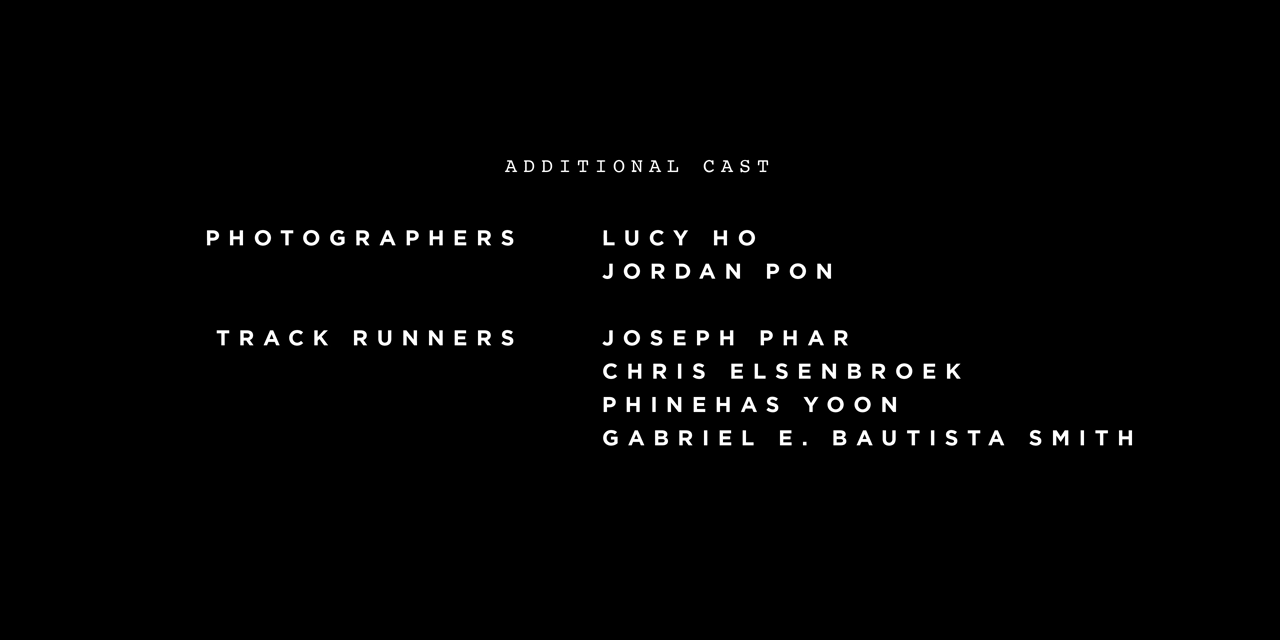 ADDITIONAL CAST
PHOTOGRAPHERS LUCY HO
JORDAN PON
TRACK RUNNERS JOSEPH PHAR
CHRIS ELSENBROEK
PHINEHAS YOON
GABRIEL E. BAUTISTA SMITH